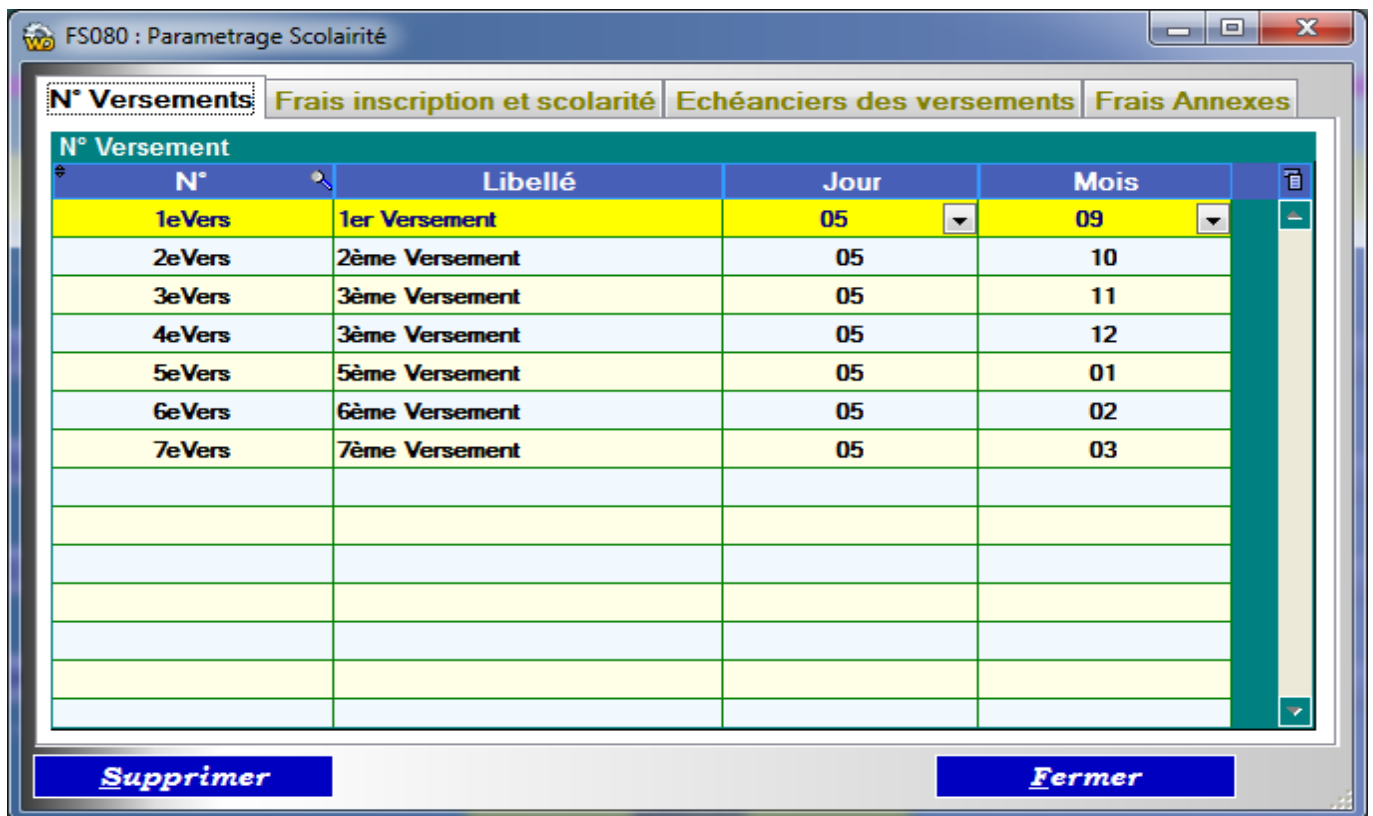 FS080 : Parametrage Scolairité
N° Versements Frais inscription et scolarité Echéanciers des versements Frais Annexes
N° Versement
N° Libellé Jour Mois
1eVers 1er Versement 05 09
2eVers 2ème Versement 05 10
3eVers 3ème Versement 05 11
4eVers 3ème Versement 05 12
5eVers 5ème Versement 05 01
6eVers 6ème Versement 05 02
7eVers 7ème Versement 05 03
Supprimer Fermer